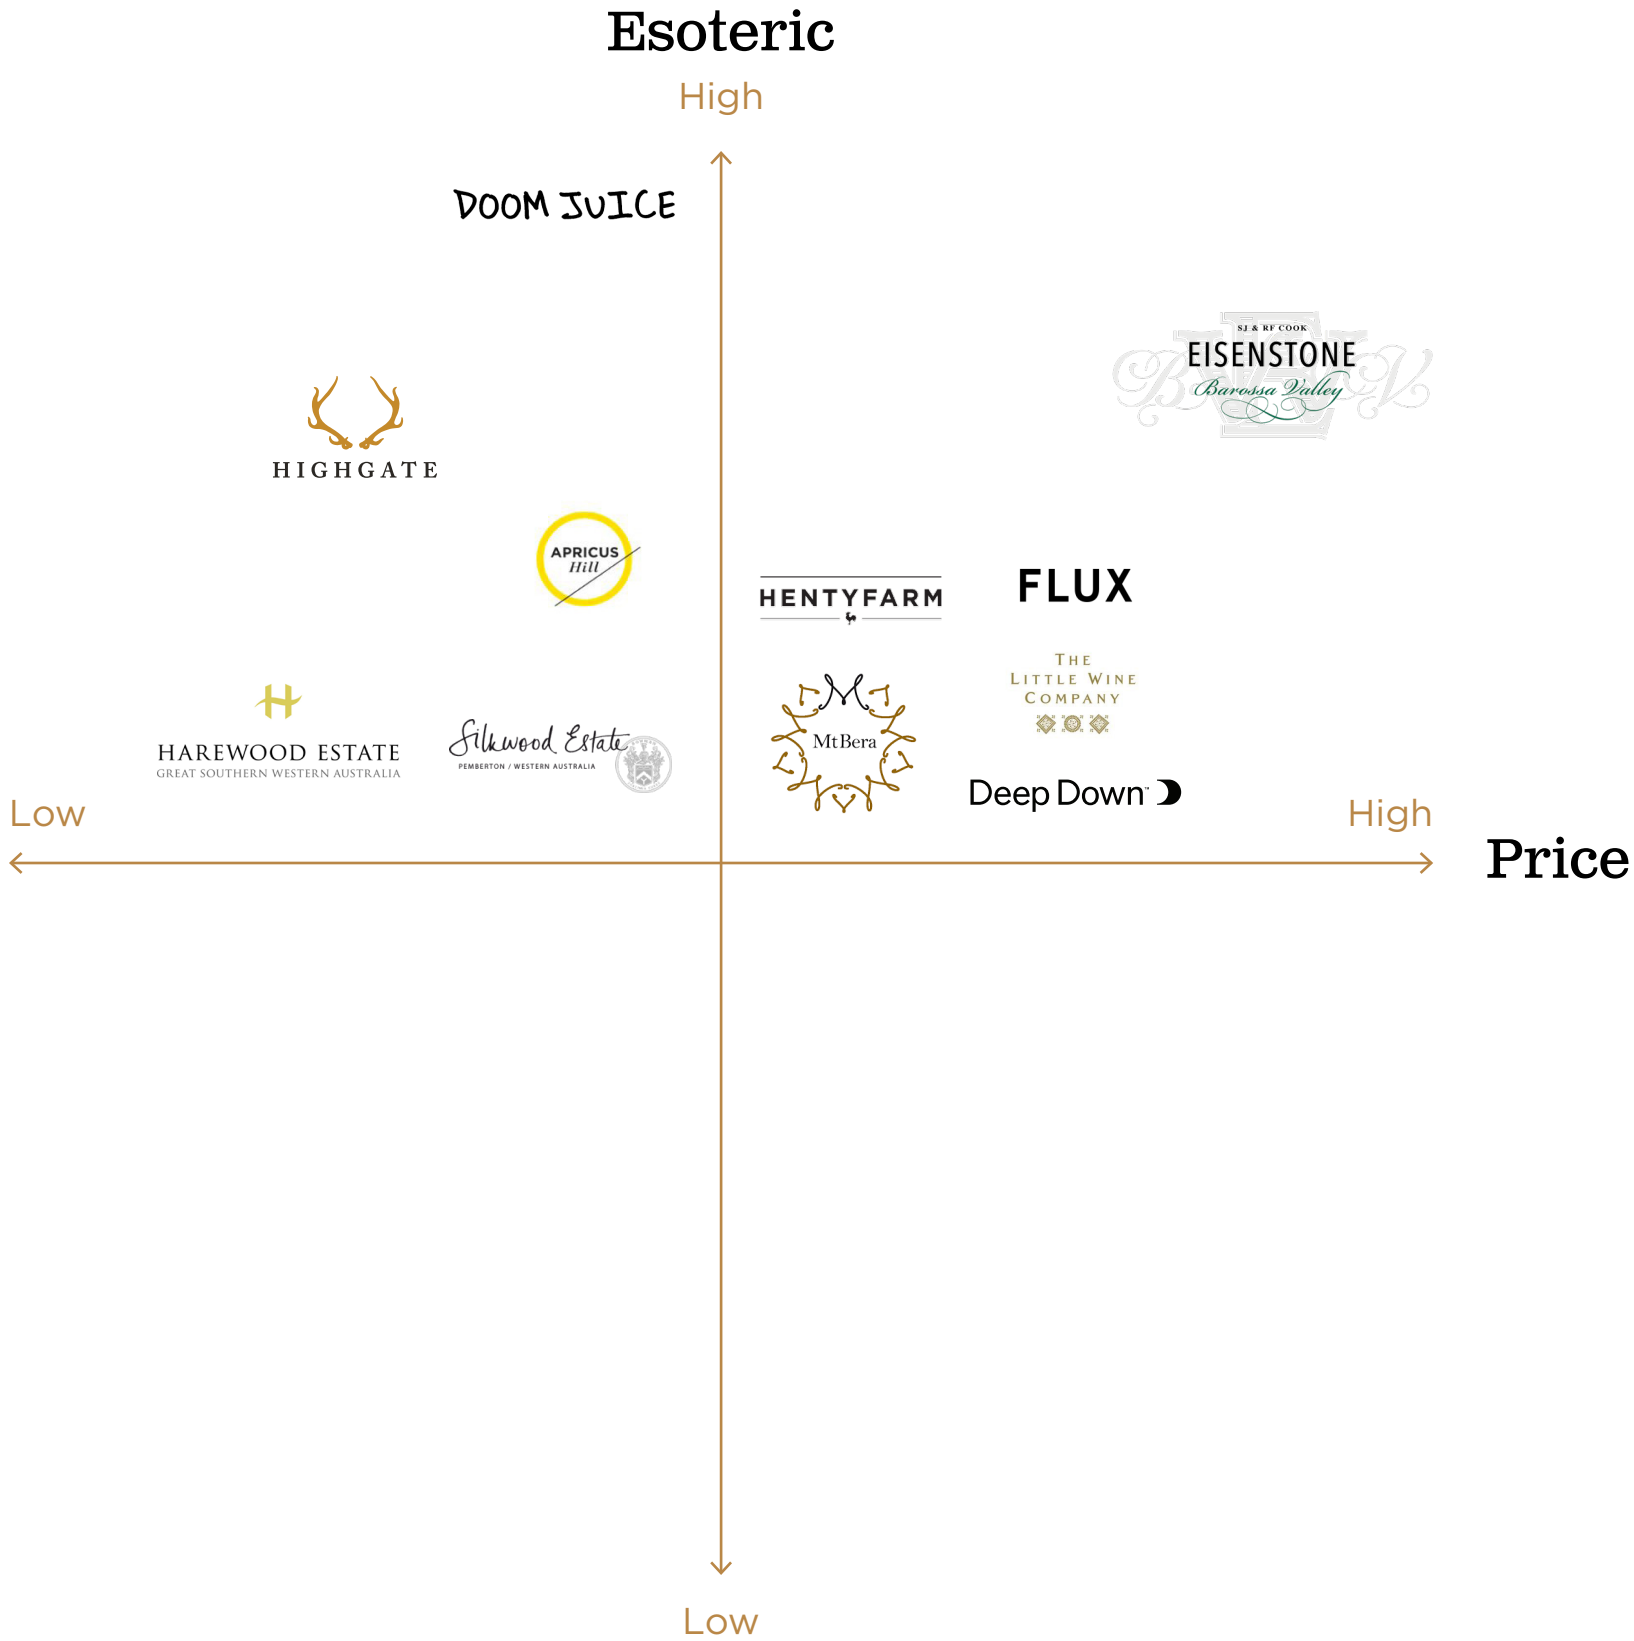 Esoteric
High
DOOM JUICE
SJ & RF COOK
EISENSTONE
Barossa Valley
B V E V
HIGHGATE
APRICUS
Hill
HENTYFARM
FLUX
THE
LITTLE WINE
COMPANY
HAREWOOD ESTATE
GREAT SOUTHERN WESTERN AUSTRALIA
Silkwood Estate
PEMBERTON / WESTERN AUSTRALIA
M
MtBera
Deep Down™
Low
High
Price
Low